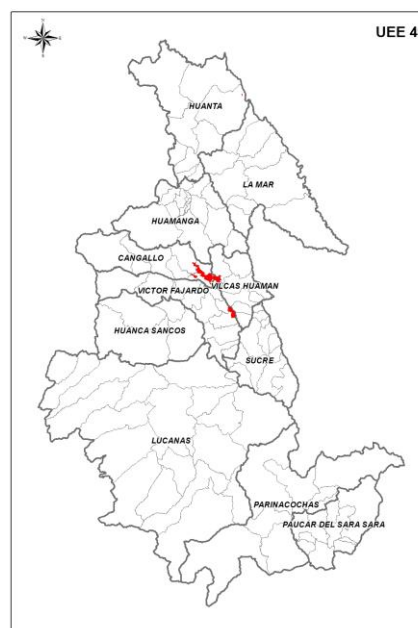 UEE 4
HUANTA
LA MAR
HUAMANGA
CANGALLO
VILCAS HUAMAN
VICTOR FAJARDO
HUANCA SANCOS
SUCRE
LUCANAS
PARINACOCHAS
PAUCAR DEL SARA SARA